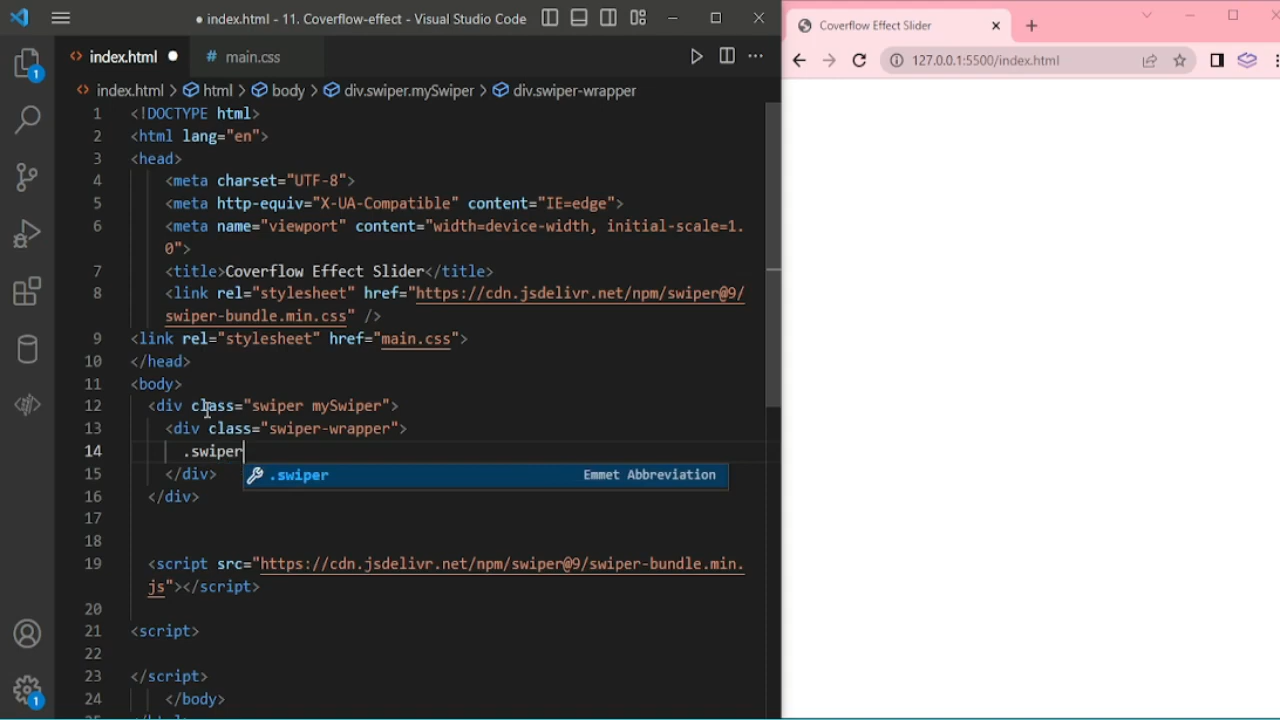 ● index.html - 11. Coverflow-effect - Visual Studio Code
index.html ●
# main.css
index.html > html > body > div.swiper.mySwiper > div.swiper-wrapper
1 <!DOCTYPE html>
2 <html lang="en">
3 <head>
4 <meta charset="UTF-8">
5 <meta http-equiv="X-UA-Compatible" content="IE=edge">
6 <meta name="viewport" content="width=device-width, initial-scale=1.
0">
7 <title>Coverflow Effect Slider</title>
8 <link rel="stylesheet" href="https://cdn.jsdelivr.net/npm/swiper@9/
swiper-bundle.min.css" />
9 <link rel="stylesheet" href="main.css">
10 </head>
11 <body>
12 <div class="swiper mySwiper">
13 <div class="swiper-wrapper">
14 .swiper
.swiper Emmet Abbreviation
15 </div>
16 </div>
17
18
19 <script src="https://cdn.jsdelivr.net/npm/swiper@9/swiper-bundle.min.
js"></script>
20
21 <script>
22
23 </script>
24 </body>
1
1
Coverflow Effect Slider
127.0.0.1:5500/index.html